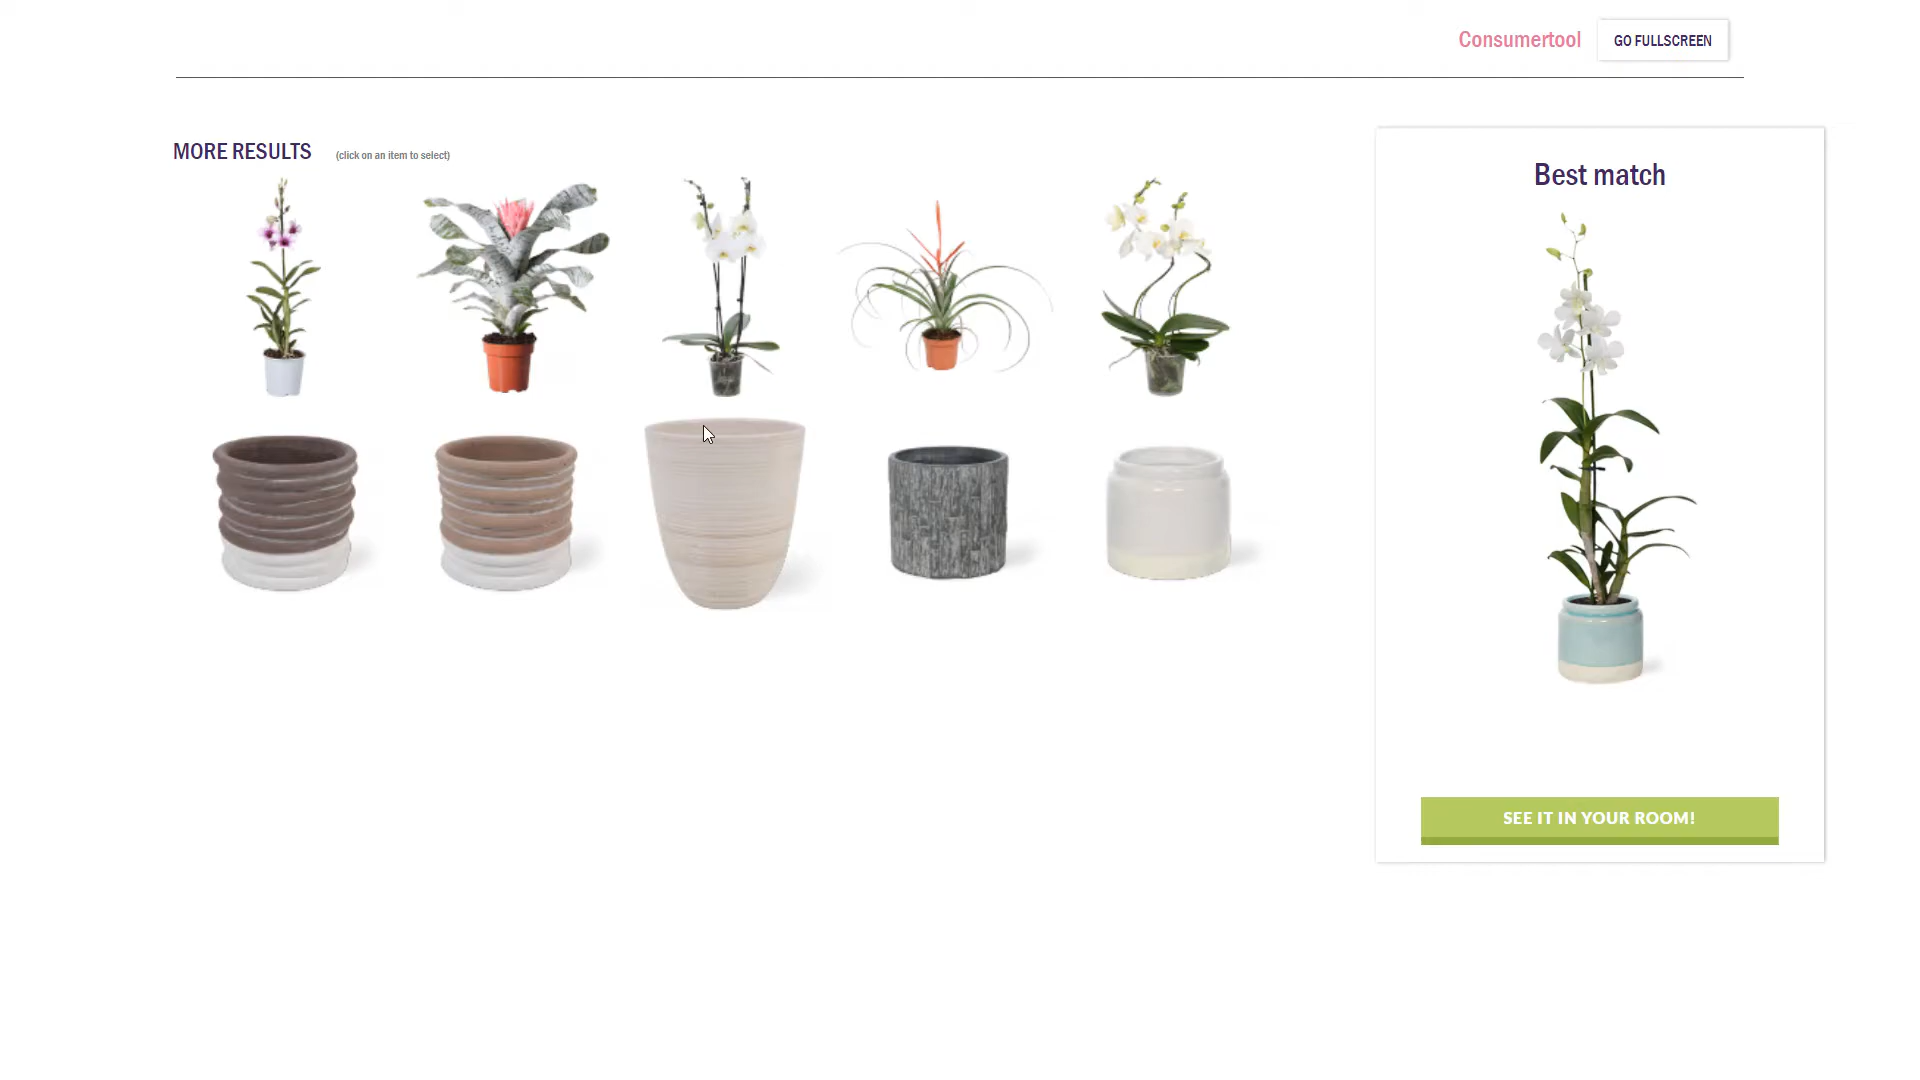 Consumertool
GO FULLSCREEN
MORE RESULTS (click on an item to select)
Best match
SEE IT IN YOUR ROOM!